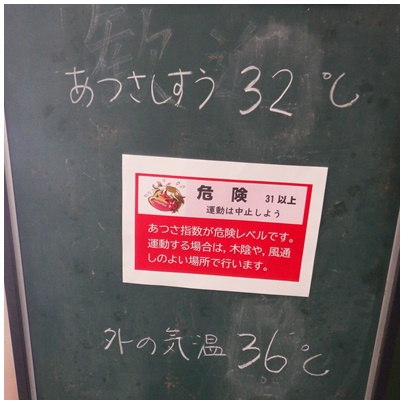 あつさしすう 32℃
危険 31以上
運動は中止しよう
あつさ指数が危険レベルです。
運動する場合は,木陰や,風通
しのよい場所で行います。
外の気温 36℃